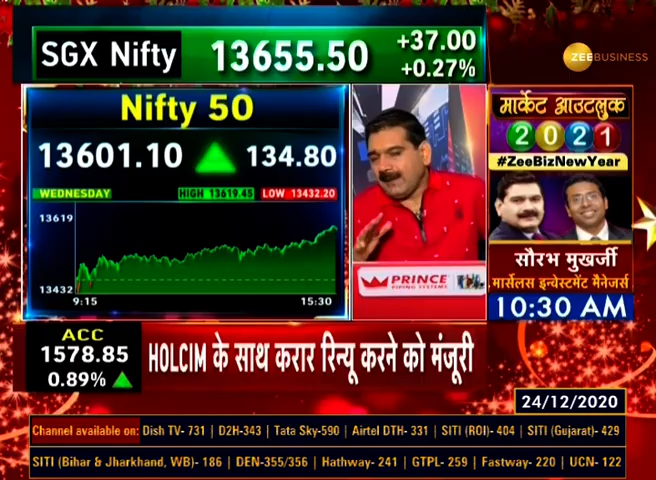 SGX Nifty
13655.50
+37.00
+0.27%
ZEEBUSINESS
Nifty 50
13601.10
134.80
WEDNESDAY
HIGH 13619.45
LOW 13432.20
13619
13432
9:15
15:30
PRINCE
PIPING SYSTEMS
मार्केट आउटलुक
2021
#ZeeBizNewYear
सौरभ मुखर्जी
मार्सेलस इन्वेस्टमेंट मैनेजर्स
10:30 AM
ACC
1578.85
0.89%
HOLCIM के साथ करार रिन्यू करने को मंजूरी
24/12/2020
Channel available on: Dish TV- 731 | D2H-343 | Tata Sky-590 | Airtel DTH- 331 | SITI (ROI)- 404 | SITI (Gujarat)- 429
SITI (Bihar & Jharkhand, WB)- 186 | DEN-355/356 | Hathway- 241 | GTPL- 259 | Fastway- 220 | UCN- 122